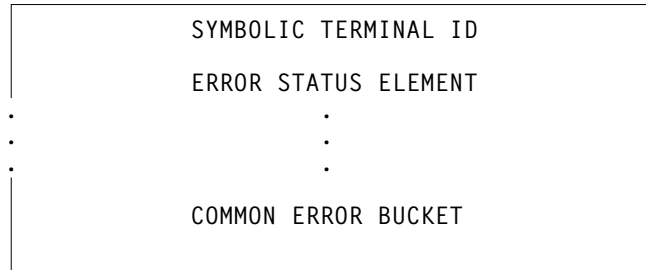 SYMBOLIC TERMINAL ID
ERROR STATUS ELEMENT
. .
. .
. .
COMMON ERROR BUCKET